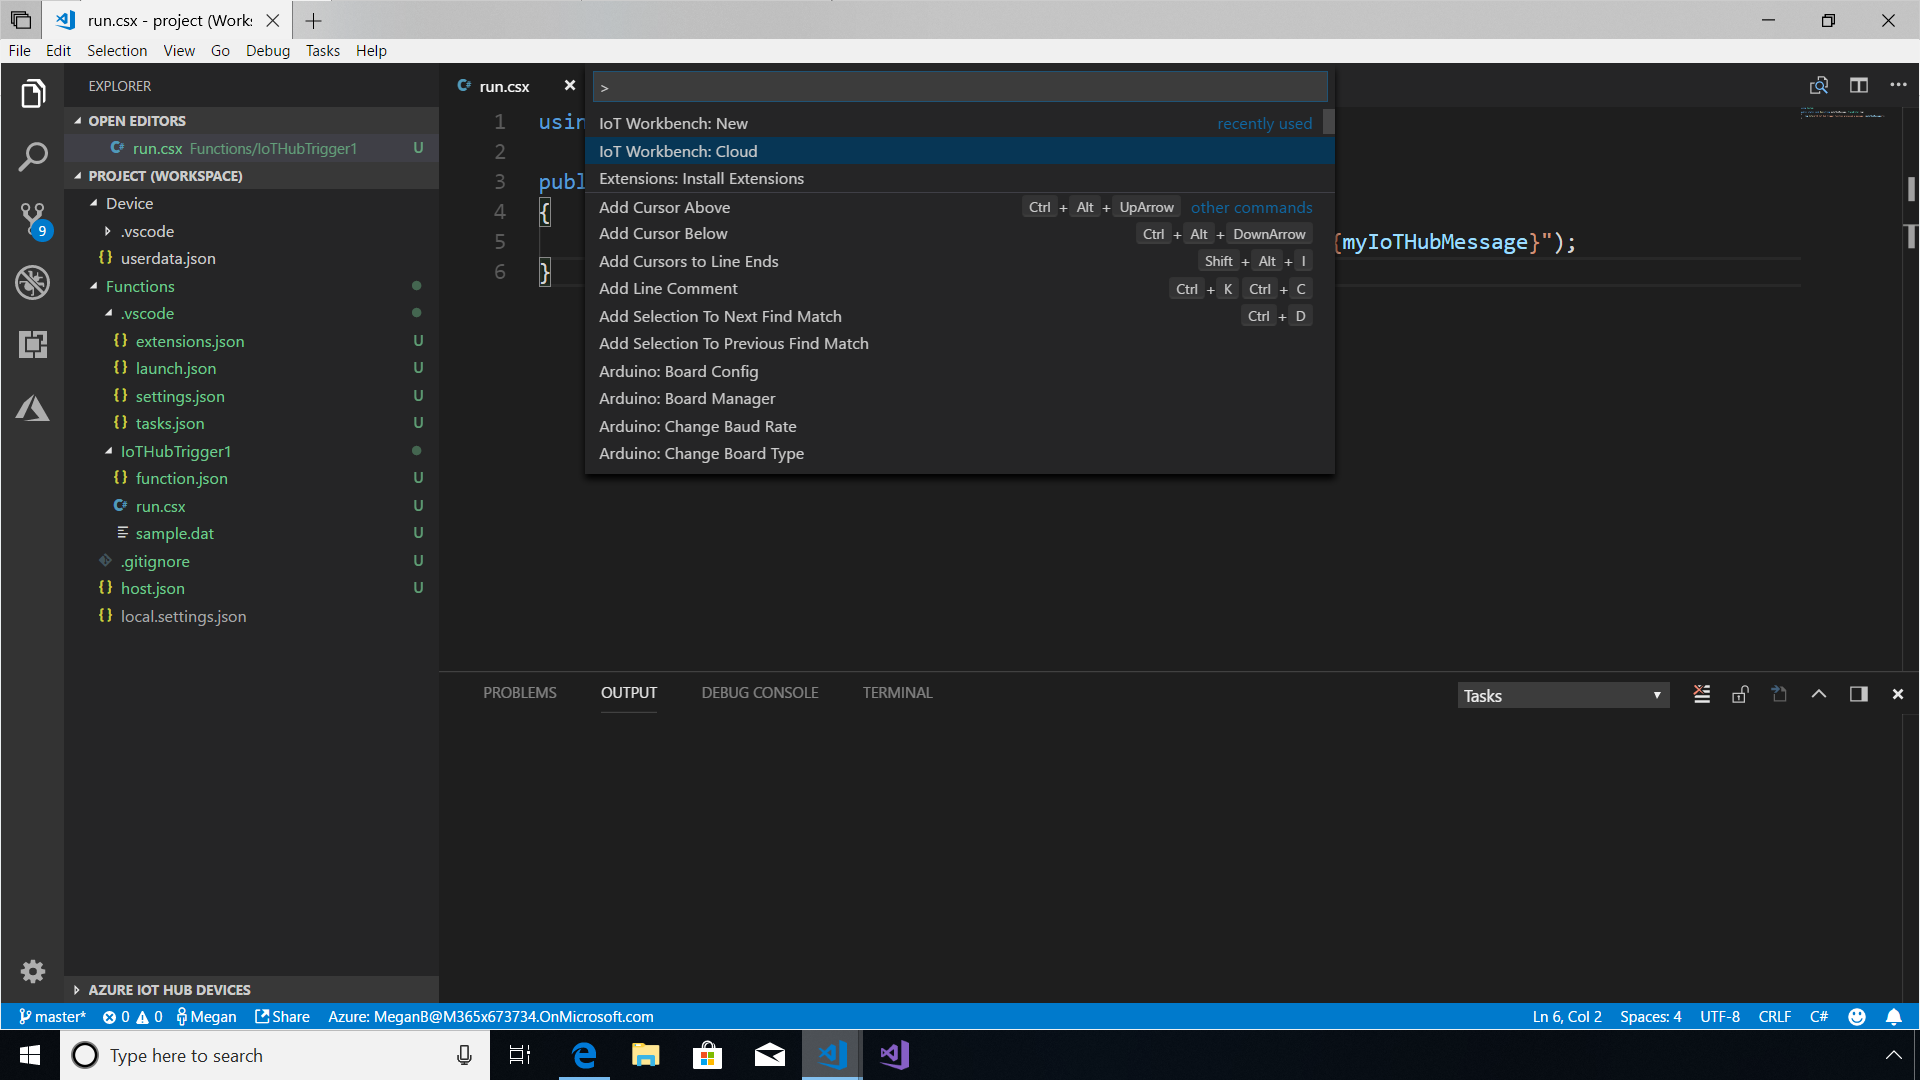 run.csx - project (Works
File Edit Selection View Go Debug Tasks Help
EXPLORER
OPEN EDITORS
run.csx Functions/IoTHubTrigger1 U
PROJECT (WORKSPACE)
Device
.vscode
userdata.json
Functions
.vscode
extensions.json U
launch.json U
settings.json U
tasks.json U
IoTHubTrigger1
function.json U
run.csx U
sample.dat U
.gitignore U
host.json U
local.settings.json
AZURE IOT HUB DEVICES
9
run.csx
>
IoT Workbench: New recently used
IoT Workbench: Cloud
Extensions: Install Extensions
Add Cursor Above Ctrl + Alt + UpArrow other commands
Add Cursor Below Ctrl + Alt + DownArrow
Add Cursors to Line Ends Shift + Alt + I
Add Line Comment Ctrl + K Ctrl + C
Add Selection To Next Find Match Ctrl + D
Add Selection To Previous Find Match
Arduino: Board Config
Arduino: Board Manager
Arduino: Change Baud Rate
Arduino: Change Board Type
1 usin
2
3 publ
4 {
5 {myIoTHubMessage}");
6 }
PROBLEMS OUTPUT DEBUG CONSOLE TERMINAL
Tasks
master* 0 0 Megan Share Azure: MeganB@M365x673734.OnMicrosoft.com
Ln 6, Col 2 Spaces: 4 UTF-8 CRLF C#
Type here to search